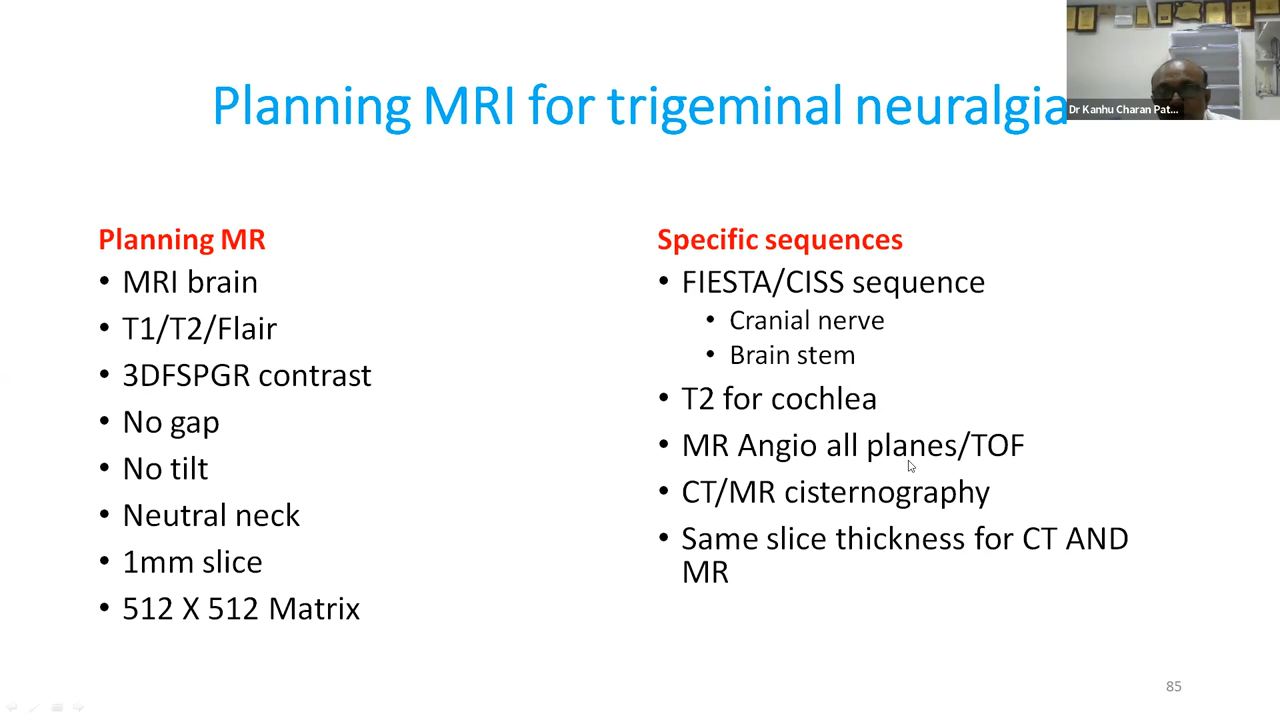 Planning MRI for trigeminal neuralgia
Dr Kanhu Charan Pat...
Planning MR
• MRI brain
• T1/T2/Flair
• 3DFSPGR contrast
• No gap
• No tilt
• Neutral neck
• 1mm slice
• 512 X 512 Matrix
Specific sequences
• FIESTA/CISS sequence
• Cranial nerve
• Brain stem
• T2 for cochlea
• MR Angio all planes/TOF
• CT/MR cisternography
• Same slice thickness for CT AND
MR
85